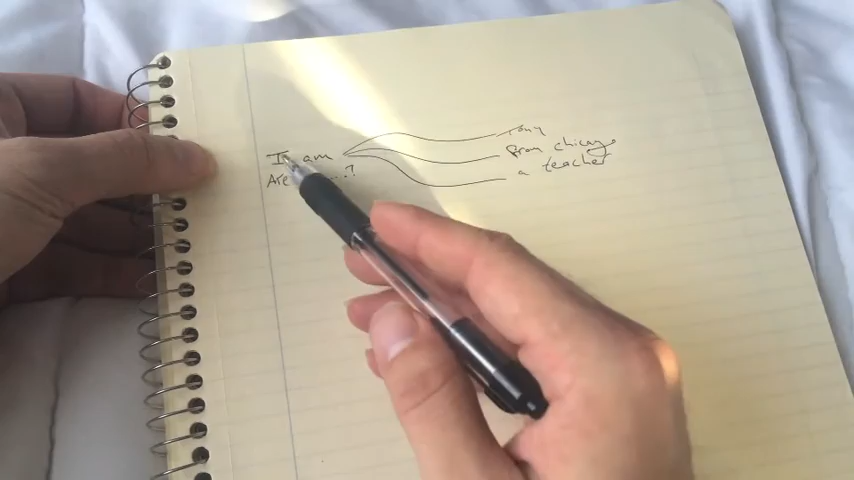 I am
Tony
from chicago
a teacher
Are ...?